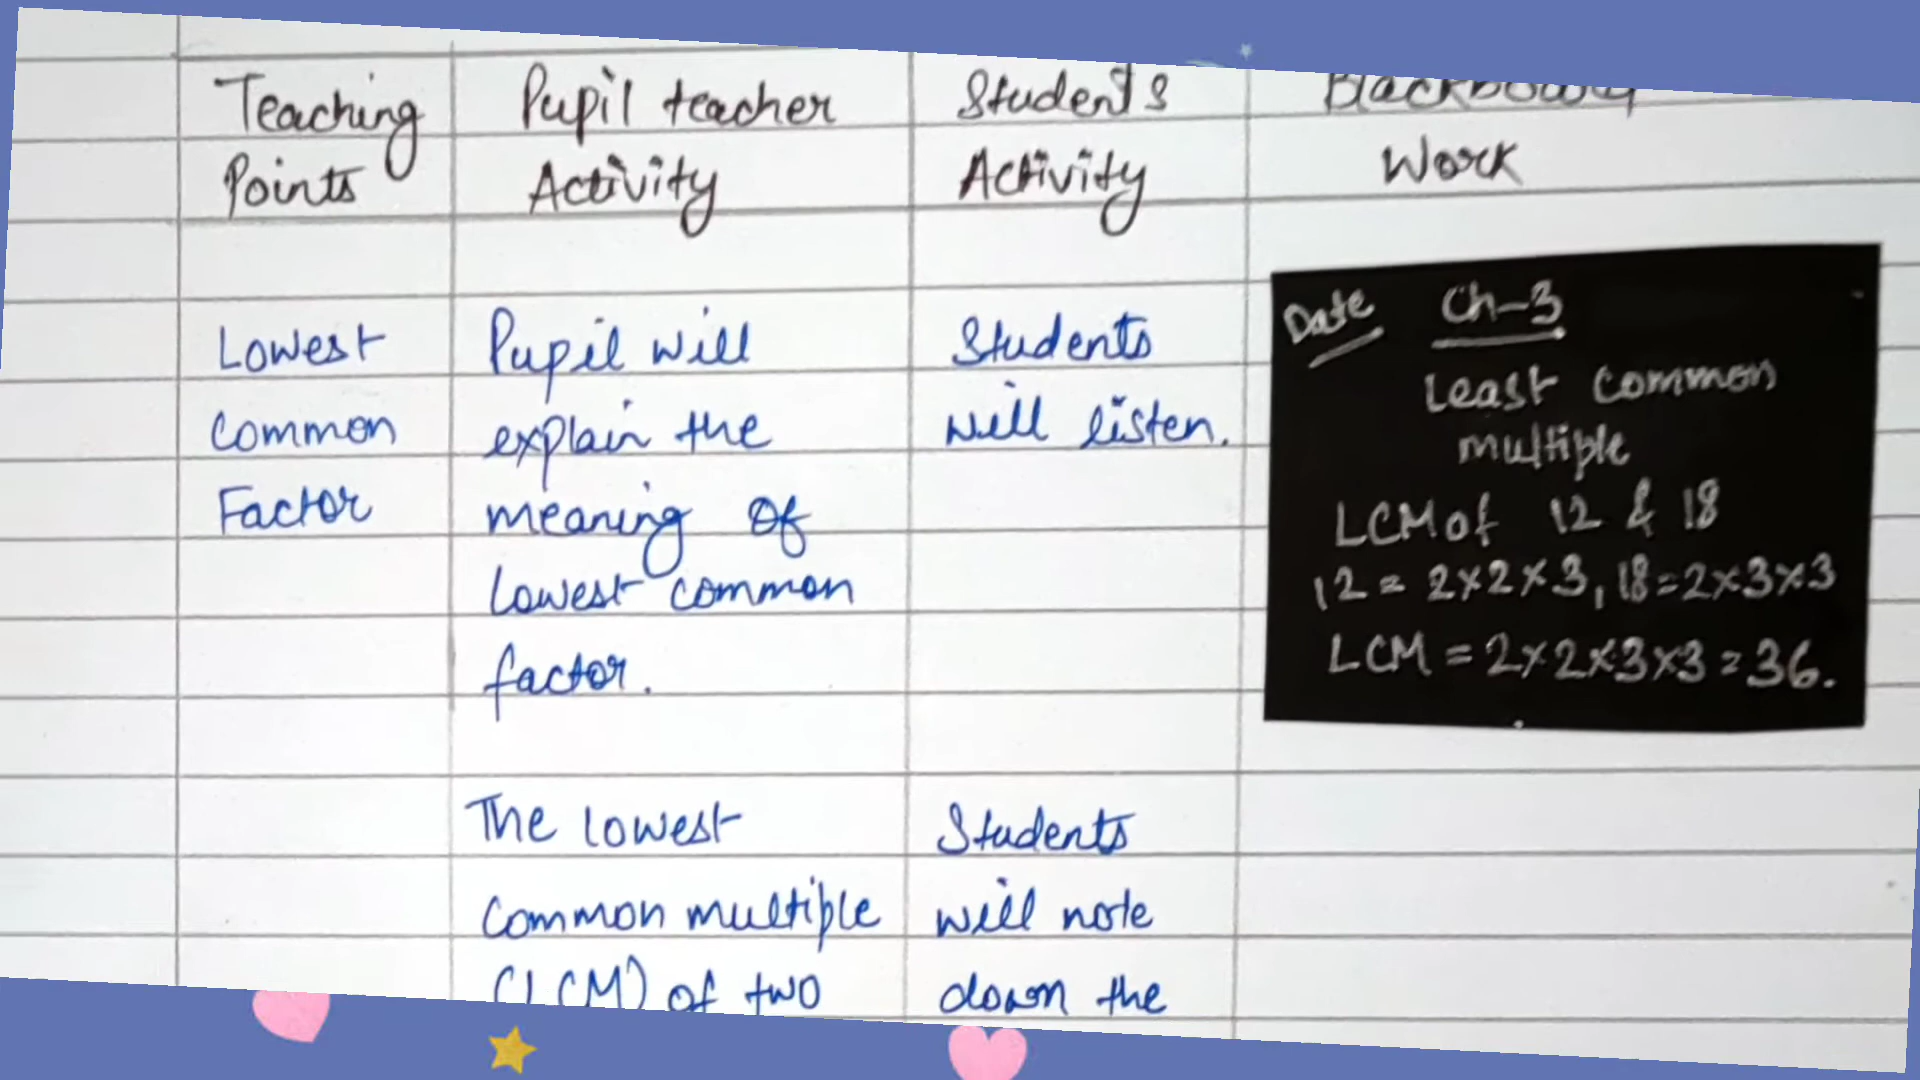 Teaching
Points
Pupil teacher
Activity
Students
Activity
Blackboard
Work
Lowest
Common
Factor
Pupil will
explain the
meaning of
lowest common
factor.
Students
will listen.
Date Ch-3
Least common
multiple
LCM of 12 & 18
12 = 2×2×3, 18=2×3×3
LCM = 2×2×3×3 = 36.
The lowest
common multiple
(LCM) of two
Students
will note
down the